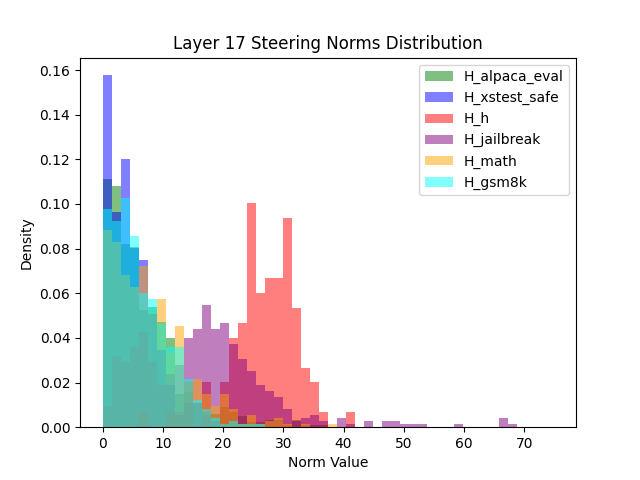 Layer 17 Steering Norms Distribution
H_alpaca_eval
H_xstest_safe
H_h
H_jailbreak
H_math
H_gsm8k
0.16
0.14
0.12
0.10
0.08
0.06
0.04
0.02
0.00
Density
0 10 20 30 40 50 60 70
Norm Value